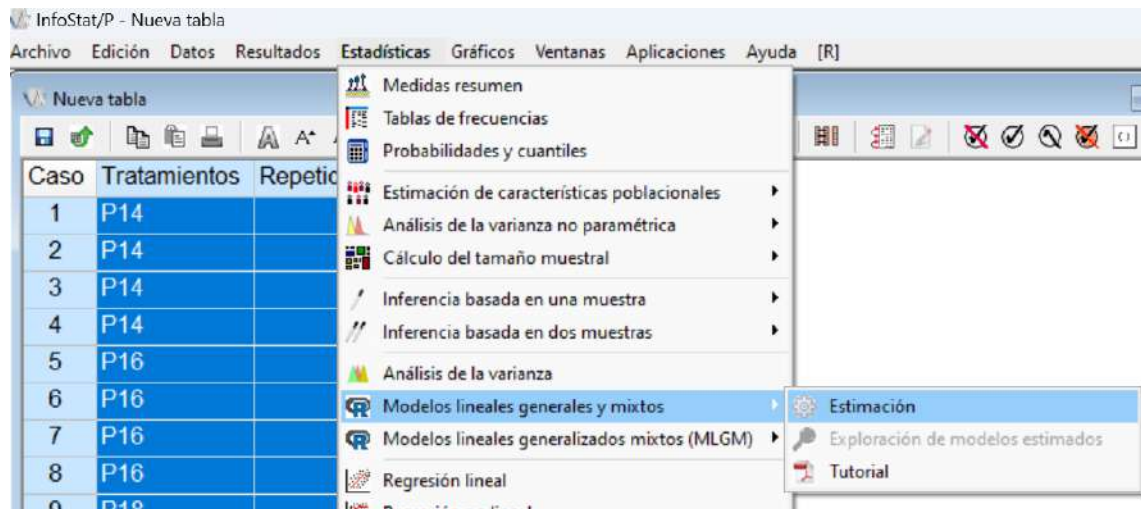 InfoStat/P - Nueva tabla
Archivo Edición Datos Resultados Estadísticas Gráficos Ventanas Aplicaciones Ayuda [R]
Nueva tabla
Caso Tratamientos Repetic
1 P14
2 P14
3 P14
4 P14
5 P16
6 P16
7 P16
8 P16
9 P18
Medidas resumen
Tablas de frecuencias
Probabilidades y cuantiles
Estimación de características poblacionales
Análisis de la varianza no paramétrica
Cálculo del tamaño muestral
Inferencia basada en una muestra
Inferencia basada en dos muestras
Análisis de la varianza
Modelos lineales generales y mixtos
Modelos lineales generalizados mixtos (MLGM)
Regresión lineal
Estimación
Exploración de modelos estimados
Tutorial